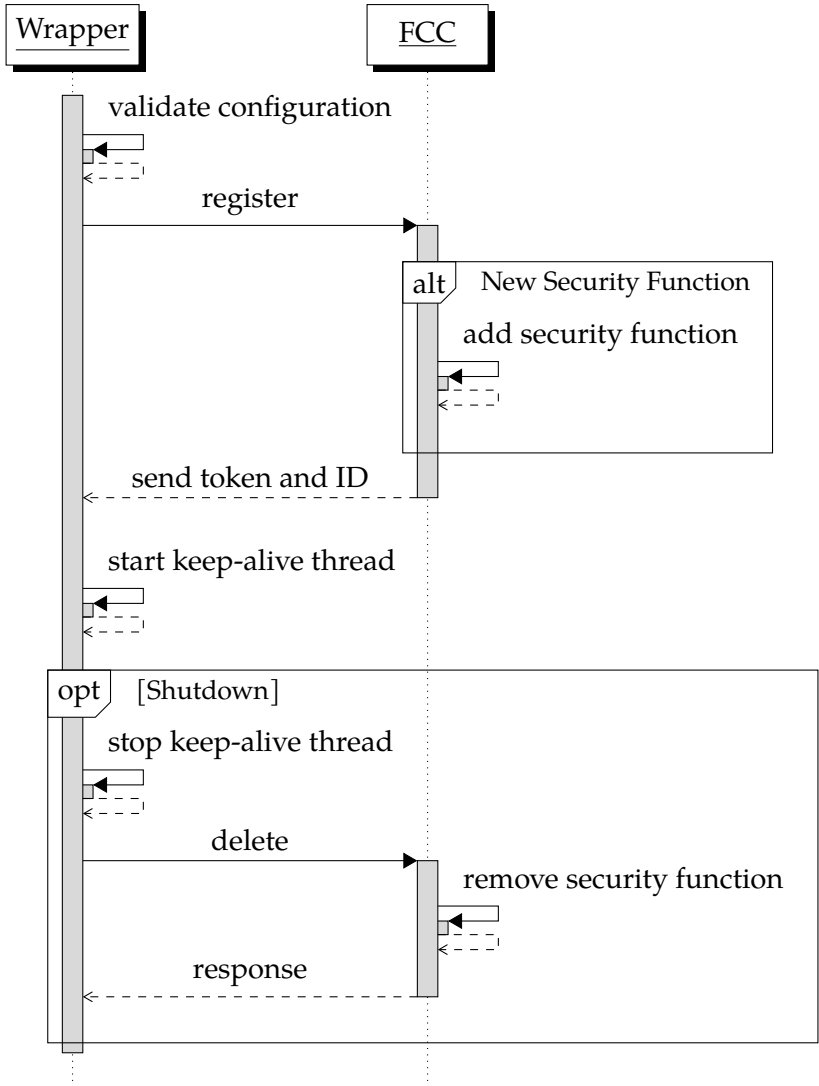 Wrapper
FCC
validate configuration
register
alt
New Security Function
add security function
send token and ID
start keep-alive thread
opt
[Shutdown]
stop keep-alive thread
delete
remove security function
response